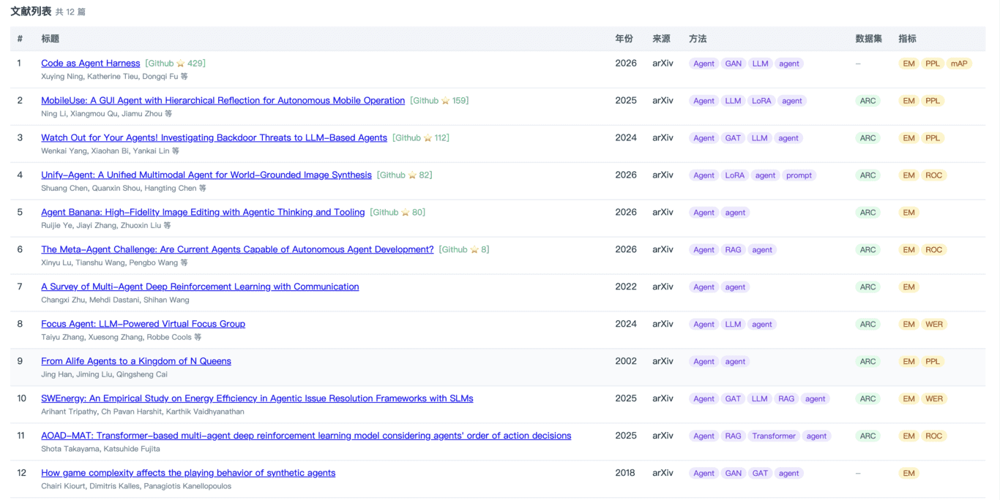 文献列表 共 12 篇
# 标题 年份 来源 方法 数据集 指标
1 Code as Agent Harness [Github ⭐ 429] 2026 arXiv Agent GAN LLM agent – EM PPL mAP
Xuying Ning, Katherine Tieu, Dongqi Fu 等
2 MobileUse: A GUI Agent with Hierarchical Reflection for Autonomous Mobile Operation [Github ⭐ 159] 2025 arXiv Agent LLM LoRA agent ARC EM PPL
Ning Li, Xiangmou Qu, Jiamu Zhou 等
3 Watch Out for Your Agents! Investigating Backdoor Threats to LLM-Based Agents [Github ⭐ 112] 2024 arXiv Agent GAT LLM agent ARC EM PPL
Wenkai Yang, Xiaohan Bi, Yankai Lin 等
4 Unify-Agent: A Unified Multimodal Agent for World-Grounded Image Synthesis [Github ⭐ 82] 2026 arXiv Agent LoRA agent prompt ARC EM ROC
Shuang Chen, Quanxin Shou, Hangting Chen 等
5 Agent Banana: High-Fidelity Image Editing with Agentic Thinking and Tooling [Github ⭐ 80] 2026 arXiv Agent agent ARC EM
Ruijie Ye, Jiayi Zhang, Zhuoxin Liu 等
6 The Meta-Agent Challenge: Are Current Agents Capable of Autonomous Agent Development? [Github ⭐ 8] 2026 arXiv Agent RAG agent ARC EM ROC
Xinyu Lu, Tianshu Wang, Pengbo Wang 等
7 A Survey of Multi-Agent Deep Reinforcement Learning with Communication 2022 arXiv Agent agent ARC EM
Changxi Zhu, Mehdi Dastani, Shihan Wang
8 Focus Agent: LLM-Powered Virtual Focus Group 2024 arXiv Agent LLM agent ARC EM WER
Taiyu Zhang, Xuesong Zhang, Robbe Cools 等
9 From Alife Agents to a Kingdom of N Queens 2002 arXiv Agent agent ARC EM PPL
Jing Han, Jiming Liu, Qingsheng Cai
10 SWEnergy: An Empirical Study on Energy Efficiency in Agentic Issue Resolution Frameworks with SLMs 2025 arXiv Agent GAT LLM RAG agent ARC EM WER
Arihant Tripathy, Ch Pavan Harshit, Karthik Vaidhyanathan
11 AOAD-MAT: Transformer-based multi-agent deep reinforcement learning model considering agents' order of action decisions 2025 arXiv Agent RAG Transformer agent ARC EM ROC
Shota Takayama, Katsuhide Fujita
12 How game complexity affects the playing behavior of synthetic agents 2018 arXiv Agent GAN GAT agent – EM
Chairi Kiourt, Dimitris Kalles, Panagiotis Kanellopoulos